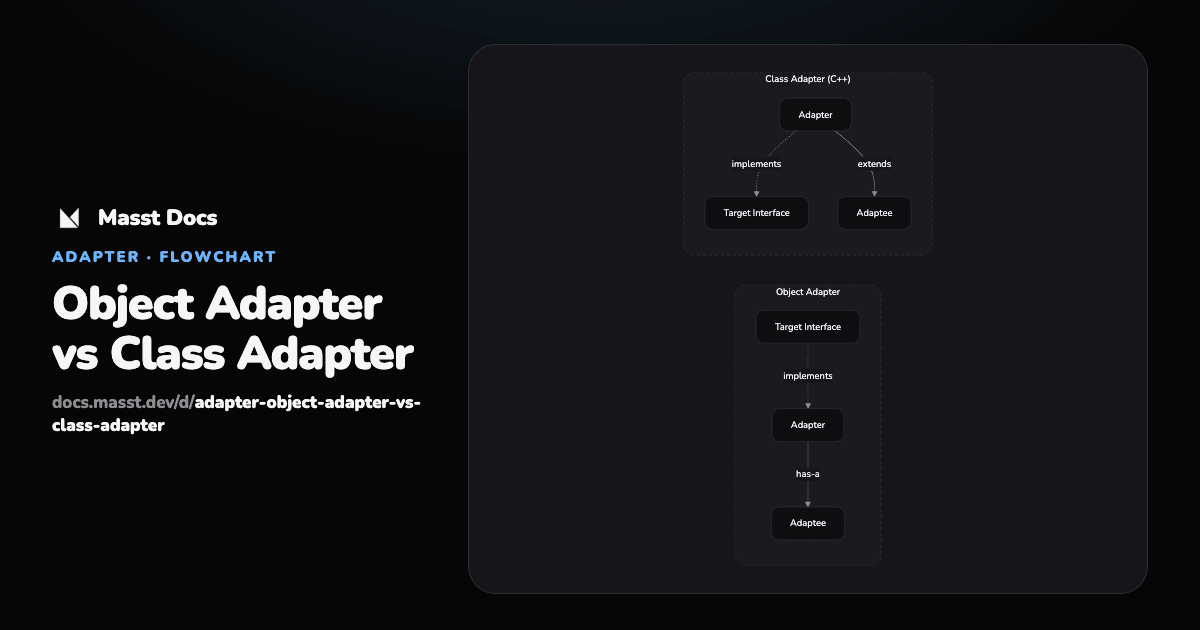 Masst Docs
ADAPTER · FLOWCHART
Object Adapter
vs Class Adapter
docs.masst.dev/d/adapter-object-adapter-vs-
class-adapter
Class Adapter (C++)
Adapter
implements
extends
Target Interface
Adaptee
Object Adapter
Target Interface
implements
Adapter
has-a
Adaptee